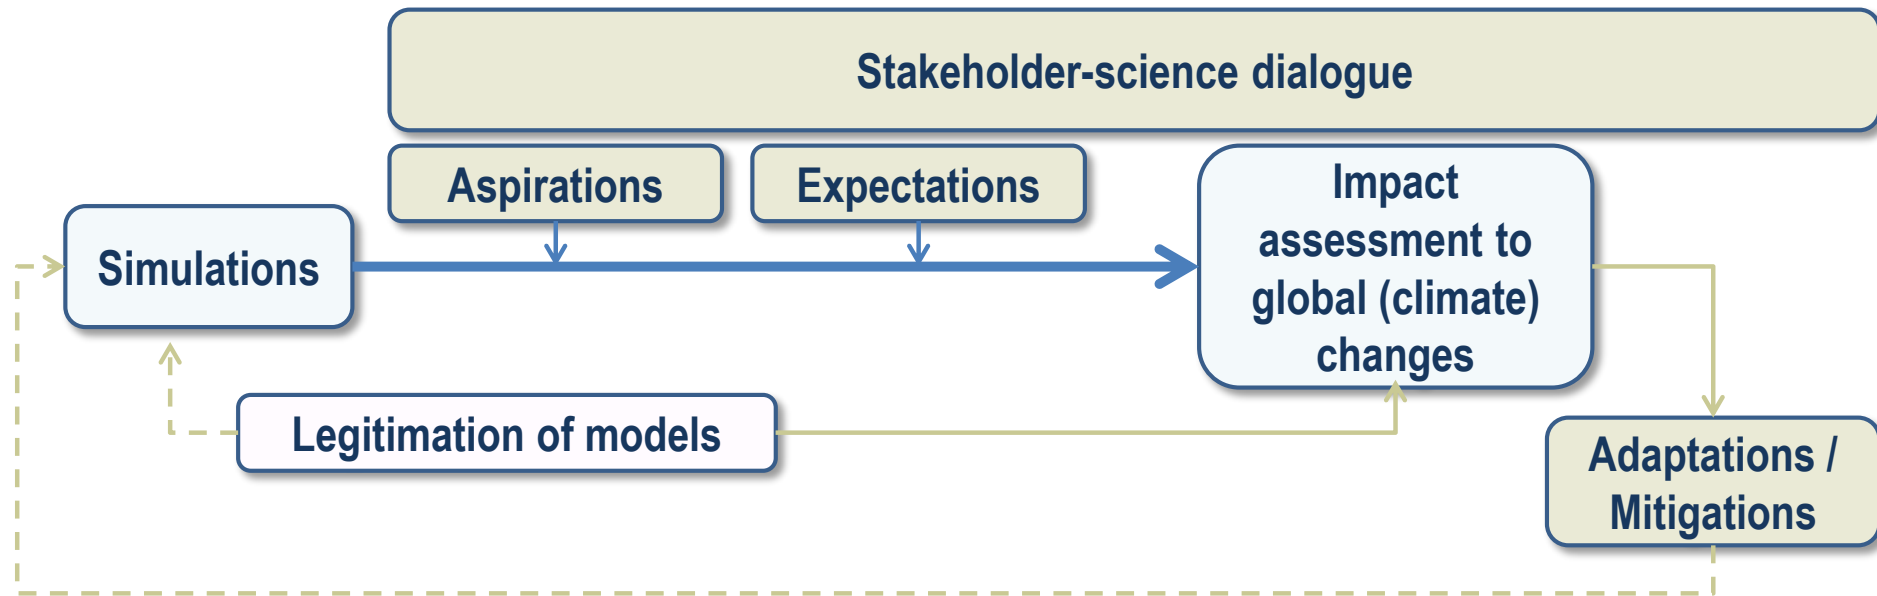 Stakeholder-science dialogue
Aspirations
Expectations
Simulations
Impact
assessment to
global (climate)
changes
Legitimation of models
Adaptations /
Mitigations